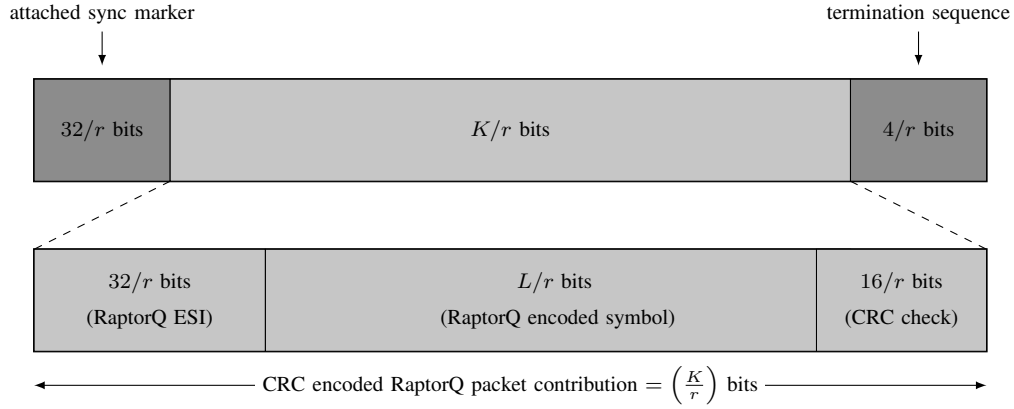 attached sync marker
termination sequence
32/r bits
K/r bits
4/r bits
32/r bits
(RaptorQ ESI)
L/r bits
(RaptorQ encoded symbol)
16/r bits
(CRC check)
CRC encoded RaptorQ packet contribution = (K/r) bits